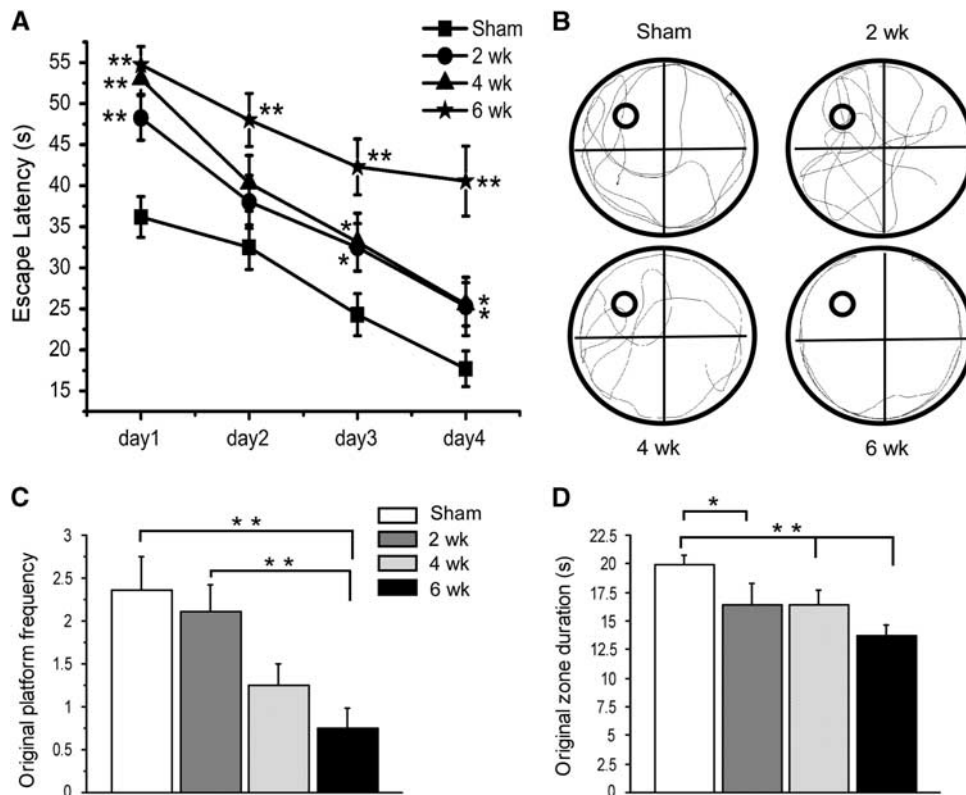 A
Sham
2 wk
4 wk
6 wk
Escape Latency (s)
55
50
45
40
35
30
25
20
15
**
**
**
**
**
**
*
*
*
*
day1
day2
day3
day4
B
Sham
2 wk
4 wk
6 wk
C
Sham
2 wk
4 wk
6 wk
Original platform frequency
3
2.5
2
1.5
1
0.5
0
* *
* *
D
Original zone duration (s)
22.5
20
17.5
15
12.5
10
7.5
5
2.5
0
*
* *